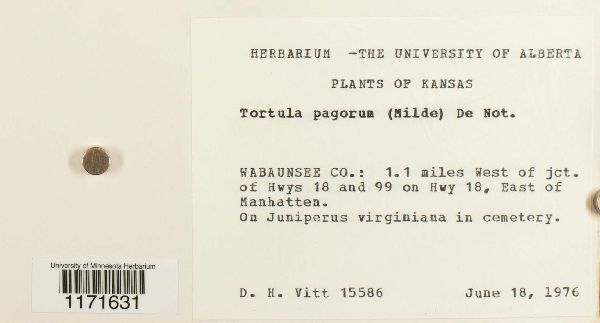 HERBARIUM -THE UNIVERSITY OF ALBERTA
PLANTS OF KANSAS
Tortula pagorum (Milde) De Not.
WABAUNSEE CO.: 1.1 miles West of jct.
of Hwys 18 and 99 on Hwy 18, East of
Manhatten.
On Juniperus virginiana in cemetery.
D. H. Vitt 15586 June 18, 1976
University of Minnesota Herbarium
1171631